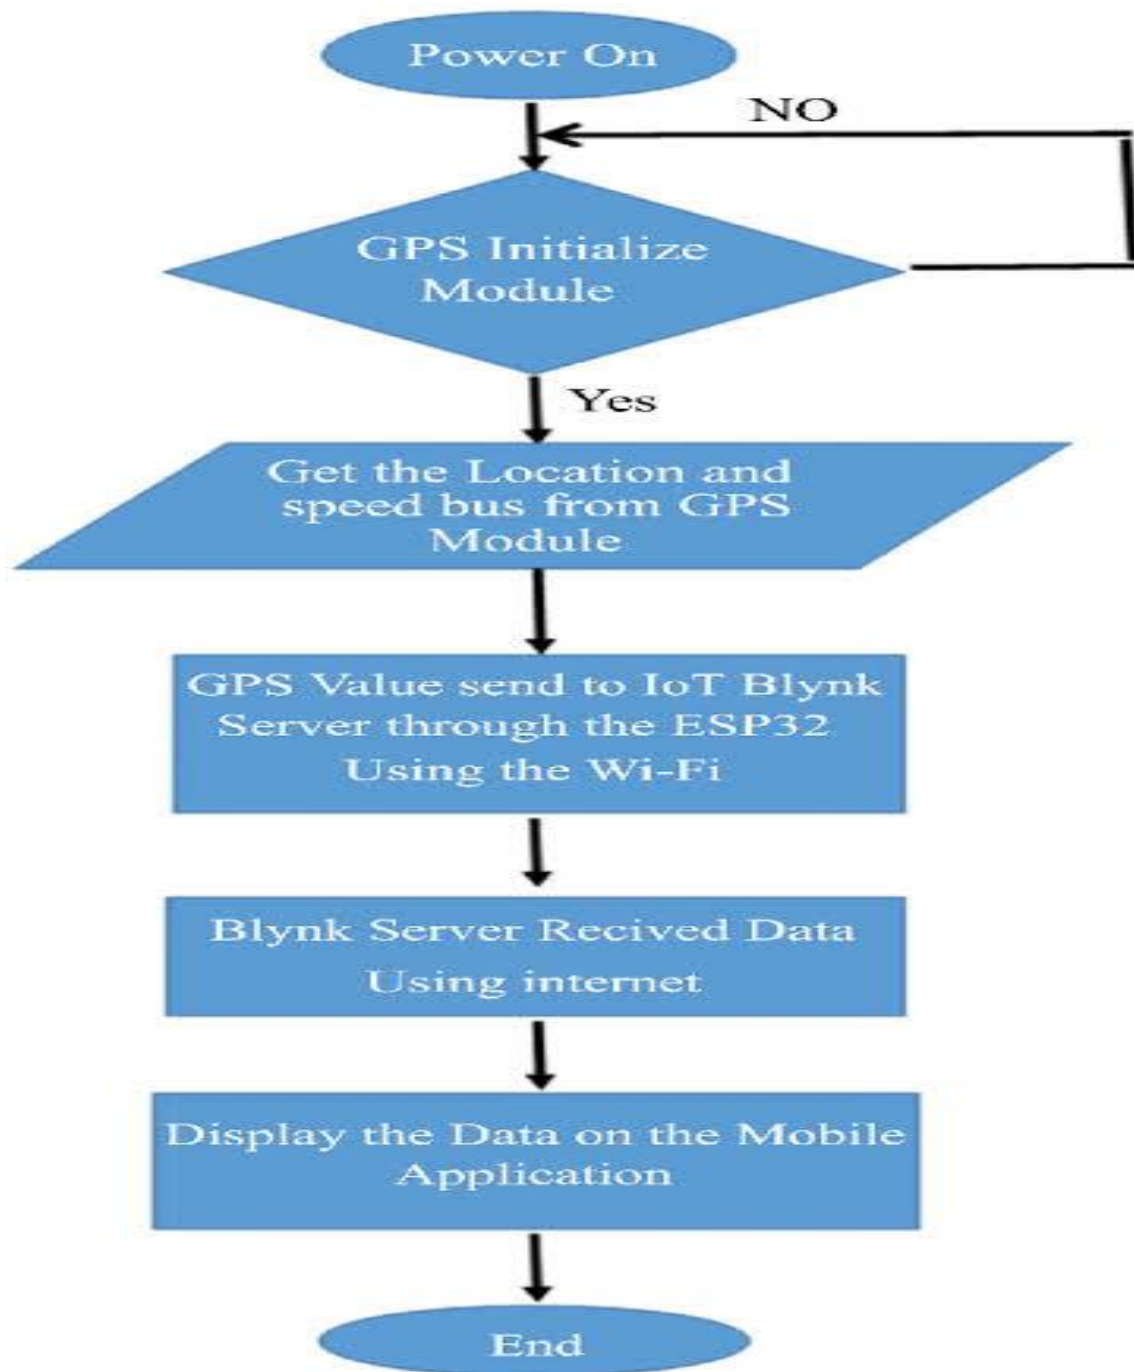 Power On
NO
GPS Initialize
Module
Yes
Get the Location and
speed bus from GPS
Module
GPS Value send to IoT Blynk
Server through the ESP32
Using the Wi-Fi
Blynk Server Recived Data
Using internet
Display the Data on the Mobile
Application
End